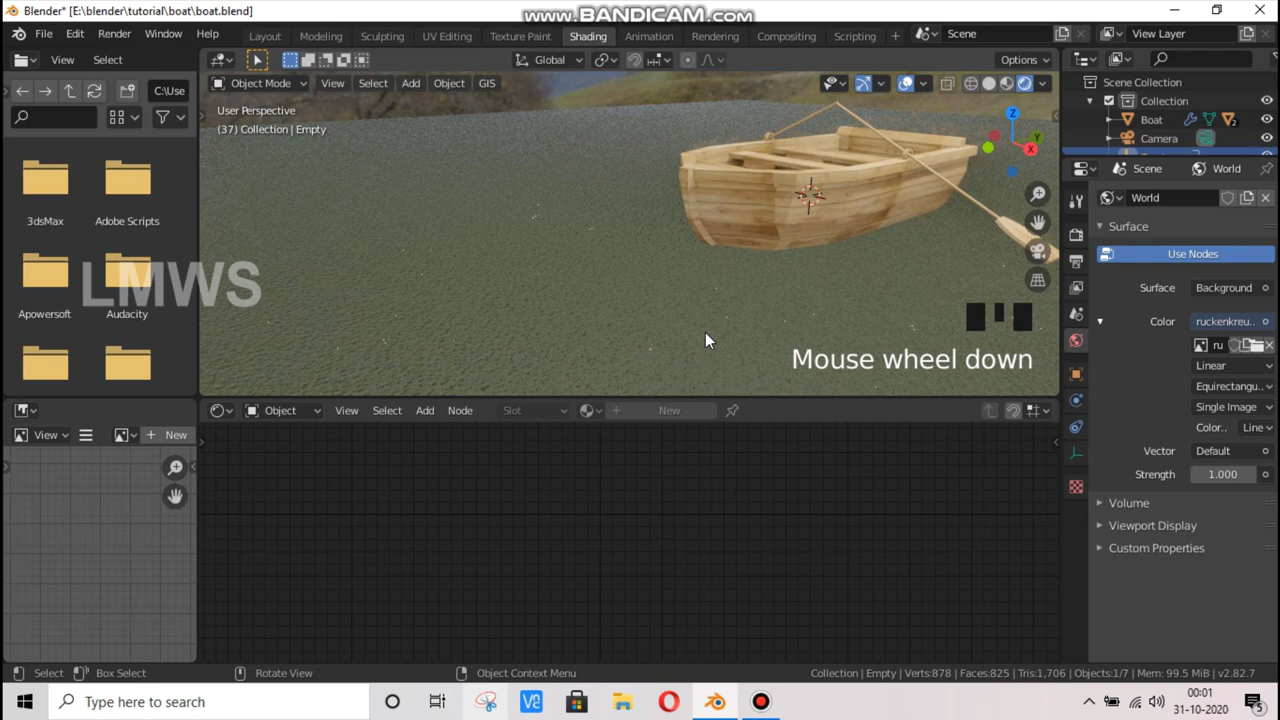 Blender* [E:\blender\tutorial\boat\boat.blend]
www.BANDICAM.com
File Edit Render Window Help
Layout Modeling Sculpting UV Editing Texture Paint Shading Animation Rendering Compositing Scripting
Scene View Layer
View Select
Global
Options
Object Mode View Select Add Object GIS
Scene Collection
Collection
Boat 2
Camera
C:\Use
User Perspective
(37) Collection | Empty
Z
Y
X
3dsMax
Adobe Scripts
Apowersoft
Audacity
LMWS
Mouse wheel down
Scene World
World
Surface
Use Nodes
Surface Background
Color ruckenkreu..
ru
Linear
Equirectangu..
Single Image
Color.. Line
Vector Default
Strength 1.000
Volume
Viewport Display
Custom Properties
Object View Select Add Node Slot New
View New
Select Box Select Rotate View Object Context Menu
Collection | Empty | Verts:878 | Faces:825 | Tris:1,706 | Objects:1/7 | Mem: 99.5 MiB | v2.82.7
Type here to search
00:01
31-10-2020
5